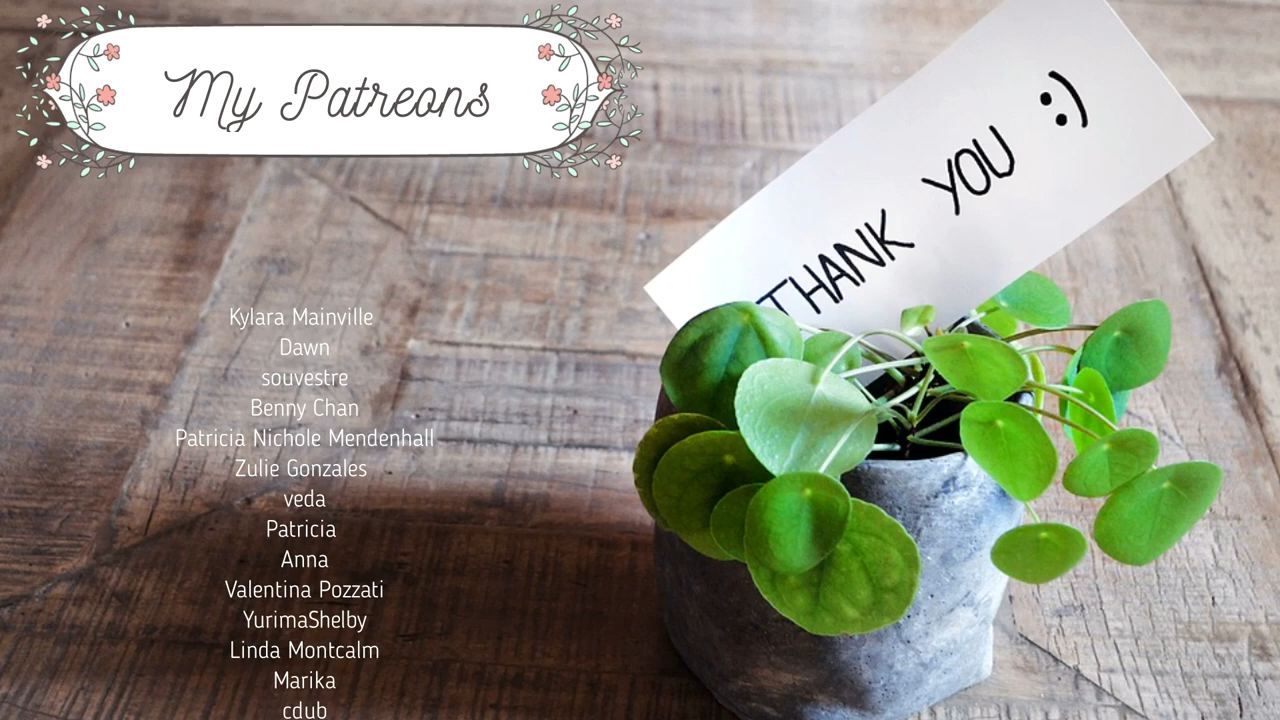 My Patreons
THANK YOU :)
Kylara Mainville
Dawn
souvestre
Benny Chan
Patricia Nichole Mendenhall
Zulie Gonzales
veda
Patricia
Anna
Valentina Pozzati
YurimaShelby
Linda Montcalm
Marika
cdub